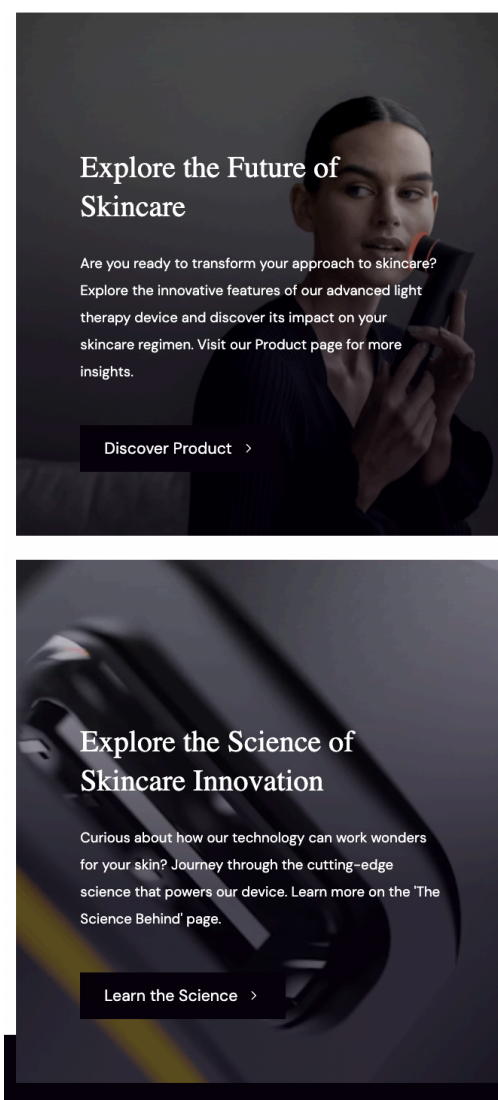 Explore the Future of
Skincare
Are you ready to transform your approach to skincare?
Explore the innovative features of our advanced light
therapy device and discover its impact on your
skincare regimen. Visit our Product page for more
insights.
Discover Product
Explore the Science of
Skincare Innovation
Curious about how our technology can work wonders
for your skin? Journey through the cutting-edge
science that powers our device. Learn more on the 'The
Science Behind' page.
Learn the Science